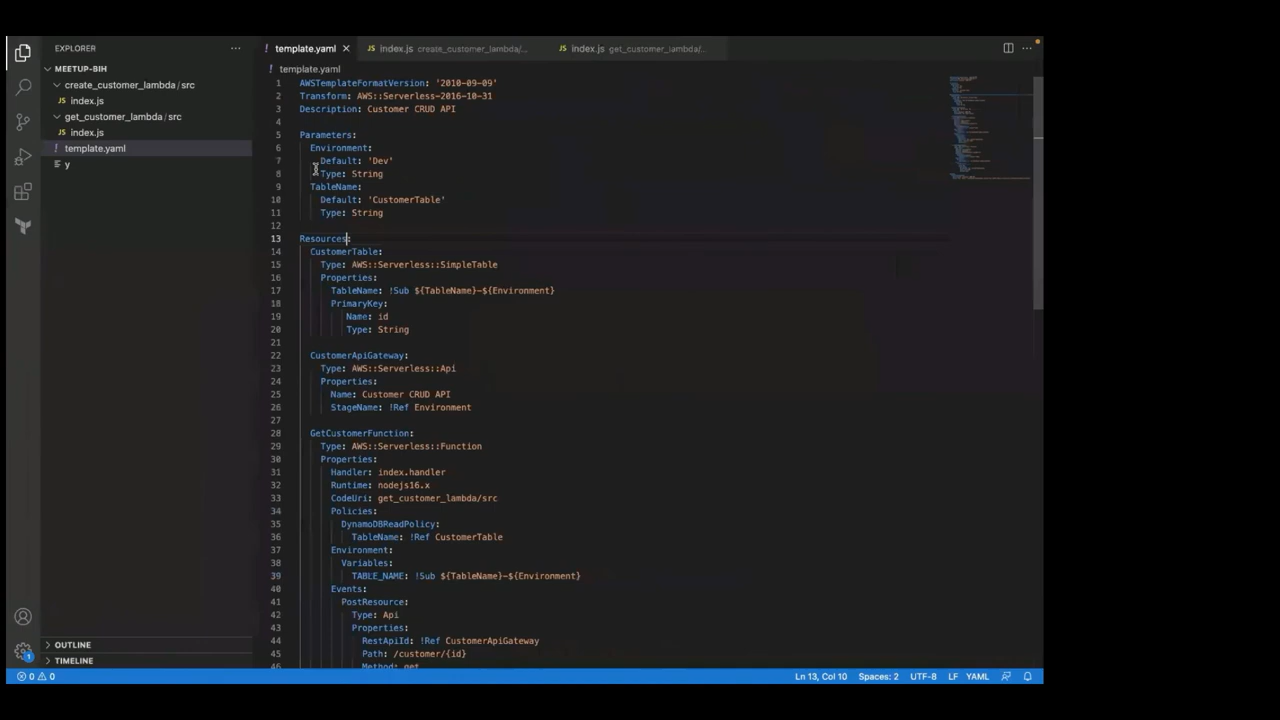 EXPLORER
MEETUP-BIH
create_customer_lambda/src
JS index.js
get_customer_lambda/src
JS index.js
! template.yaml
y
OUTLINE
TIMELINE
template.yaml
JS index.js create_customer_lambda/...
JS index.js get_customer_lambda/...
! template.yaml
1 AWSTemplateFormatVersion: '2010-09-09'
2 Transform: AWS::Serverless-2016-10-31
3 Description: Customer CRUD API
4
5 Parameters:
6 Environment:
7 Default: 'Dev'
8 Type: String
9 TableName:
10 Default: 'CustomerTable'
11 Type: String
12
13 Resources:
14 CustomerTable:
15 Type: AWS::Serverless::SimpleTable
16 Properties:
17 TableName: !Sub ${TableName}-${Environment}
18 PrimaryKey:
19 Name: id
20 Type: String
21
22 CustomerApiGateway:
23 Type: AWS::Serverless::Api
24 Properties:
25 Name: Customer CRUD API
26 StageName: !Ref Environment
27
28 GetCustomerFunction:
29 Type: AWS::Serverless::Function
30 Properties:
31 Handler: index.handler
32 Runtime: nodejs16.x
33 CodeUri: get_customer_lambda/src
34 Policies:
35 DynamoDBReadPolicy:
36 TableName: !Ref CustomerTable
37 Environment:
38 Variables:
39 TABLE_NAME: !Sub ${TableName}-${Environment}
40 Events:
41 PostResource:
42 Type: Api
43 Properties:
44 RestApiId: !Ref CustomerApiGateway
45 Path: /customer/{id}
46 Method: get
1
0 0
Ln 13, Col 10
Spaces: 2
UTF-8
LF
YAML